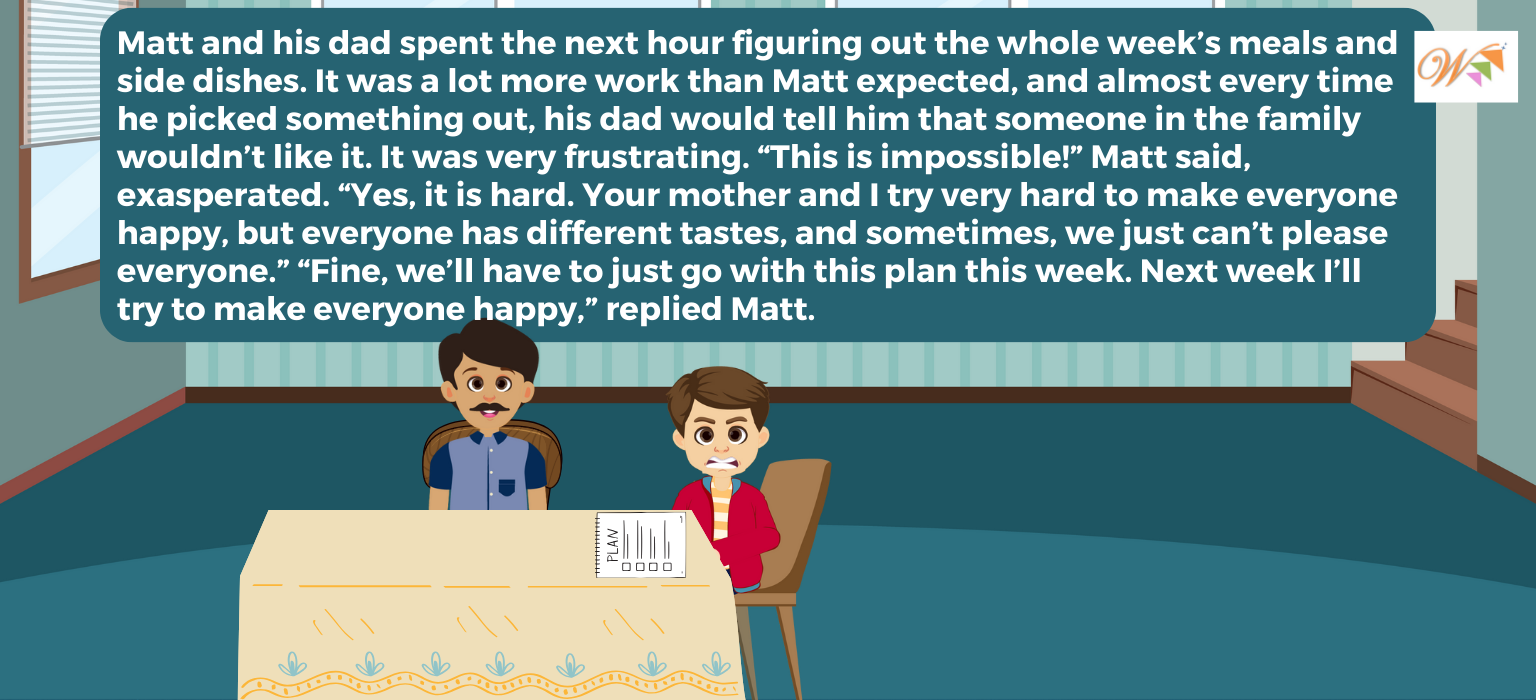 Matt and his dad spent the next hour figuring out the whole week’s meals and
side dishes. It was a lot more work than Matt expected, and almost every time
he picked something out, his dad would tell him that someone in the family
wouldn’t like it. It was very frustrating. “This is impossible!” Matt said,
exasperated. “Yes, it is hard. Your mother and I try very hard to make everyone
happy, but everyone has different tastes, and sometimes, we just can’t please
everyone.” “Fine, we’ll have to just go with this plan this week. Next week I’ll
try to make everyone happy,” replied Matt.
W
PLAN